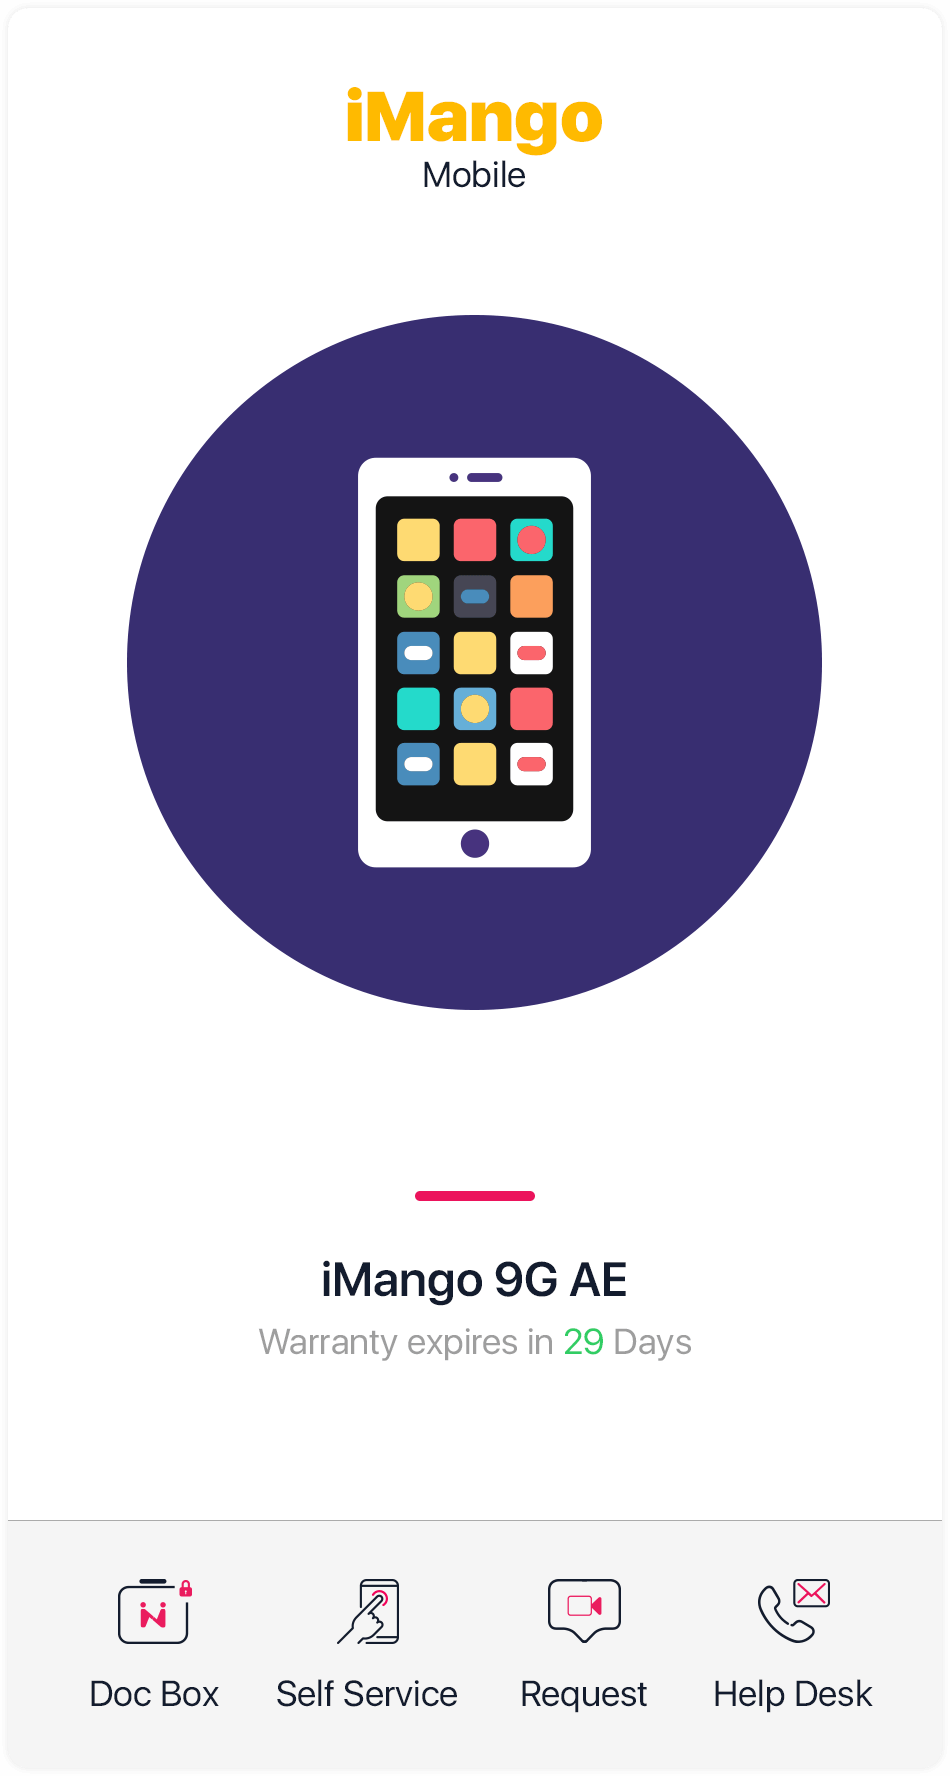 iMango
Mobile
iMango 9G AE
Warranty expires in 29 Days
Doc Box
Self Service
Request
Help Desk